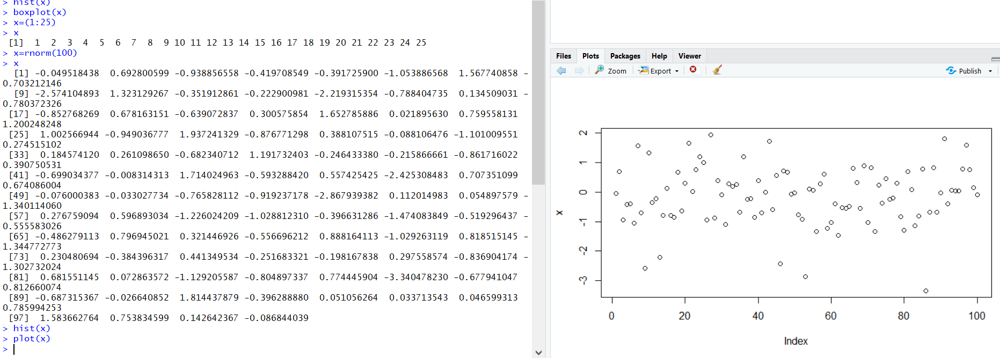 > hist(x)
> boxplot(x)
> x=(1:25)
> x
[1] 1 2 3 4 5 6 7 8 9 10 11 12 13 14 15 16 17 18 19 20 21 22 23 24 25
> x=rnorm(100)
> x
[1] -0.049518438 0.692800599 -0.938856558 -0.419708549 -0.391725900 -1.053886568 1.567740858 -
0.703212146
[9] -2.574104893 1.323129267 -0.351912861 -0.222900981 -2.219315354 -0.788404735 0.134509031 -
0.780372326
[17] -0.852768269 0.678163151 -0.639072837 0.300575854 1.652785886 0.021895630 0.759558131
1.200248248
[25] 1.002566944 -0.949036777 1.937241329 -0.876771298 0.388107515 -0.088106476 -1.101009551
0.274515102
[33] 0.184574120 0.261098650 -0.682340712 1.191732403 -0.246433380 -0.215866661 -0.861716022
0.390750531
[41] -0.699034377 -0.008314313 1.714024963 -0.593288420 0.557425425 -2.425308483 0.707351099
0.674086004
[49] -0.076000383 -0.033027734 -0.765828112 -0.919237178 -2.867939382 0.112014983 0.054897579 -
1.340114060
[57] 0.276759094 0.596893034 -1.226024209 -1.028812310 -0.396631286 -1.474083849 -0.519296437 -
0.555583026
[65] -0.486279113 0.796945021 0.321446926 -0.556696212 0.888164113 -1.029263119 0.818515145 -
1.344772773
[73] 0.230480694 -0.384396317 0.441349534 -0.251683321 -0.198167838 0.297558574 -0.836904174 -
1.302732024
[81] 0.681551145 0.072863572 -1.129205587 -0.804897337 0.774445904 -3.340478230 -0.677941047
0.812660074
[89] -0.687315367 -0.026640852 1.814437879 -0.396288880 0.051056264 0.033713543 0.046599313
0.785994253
[97] 1.583662764 0.753834599 0.142642367 -0.086844039
> hist(x)
> plot(x)
>
Files Plots Packages Help Viewer
Zoom Export Publish
2
1
0
-1
-2
-3
x
0 20 40 60 80 100
Index